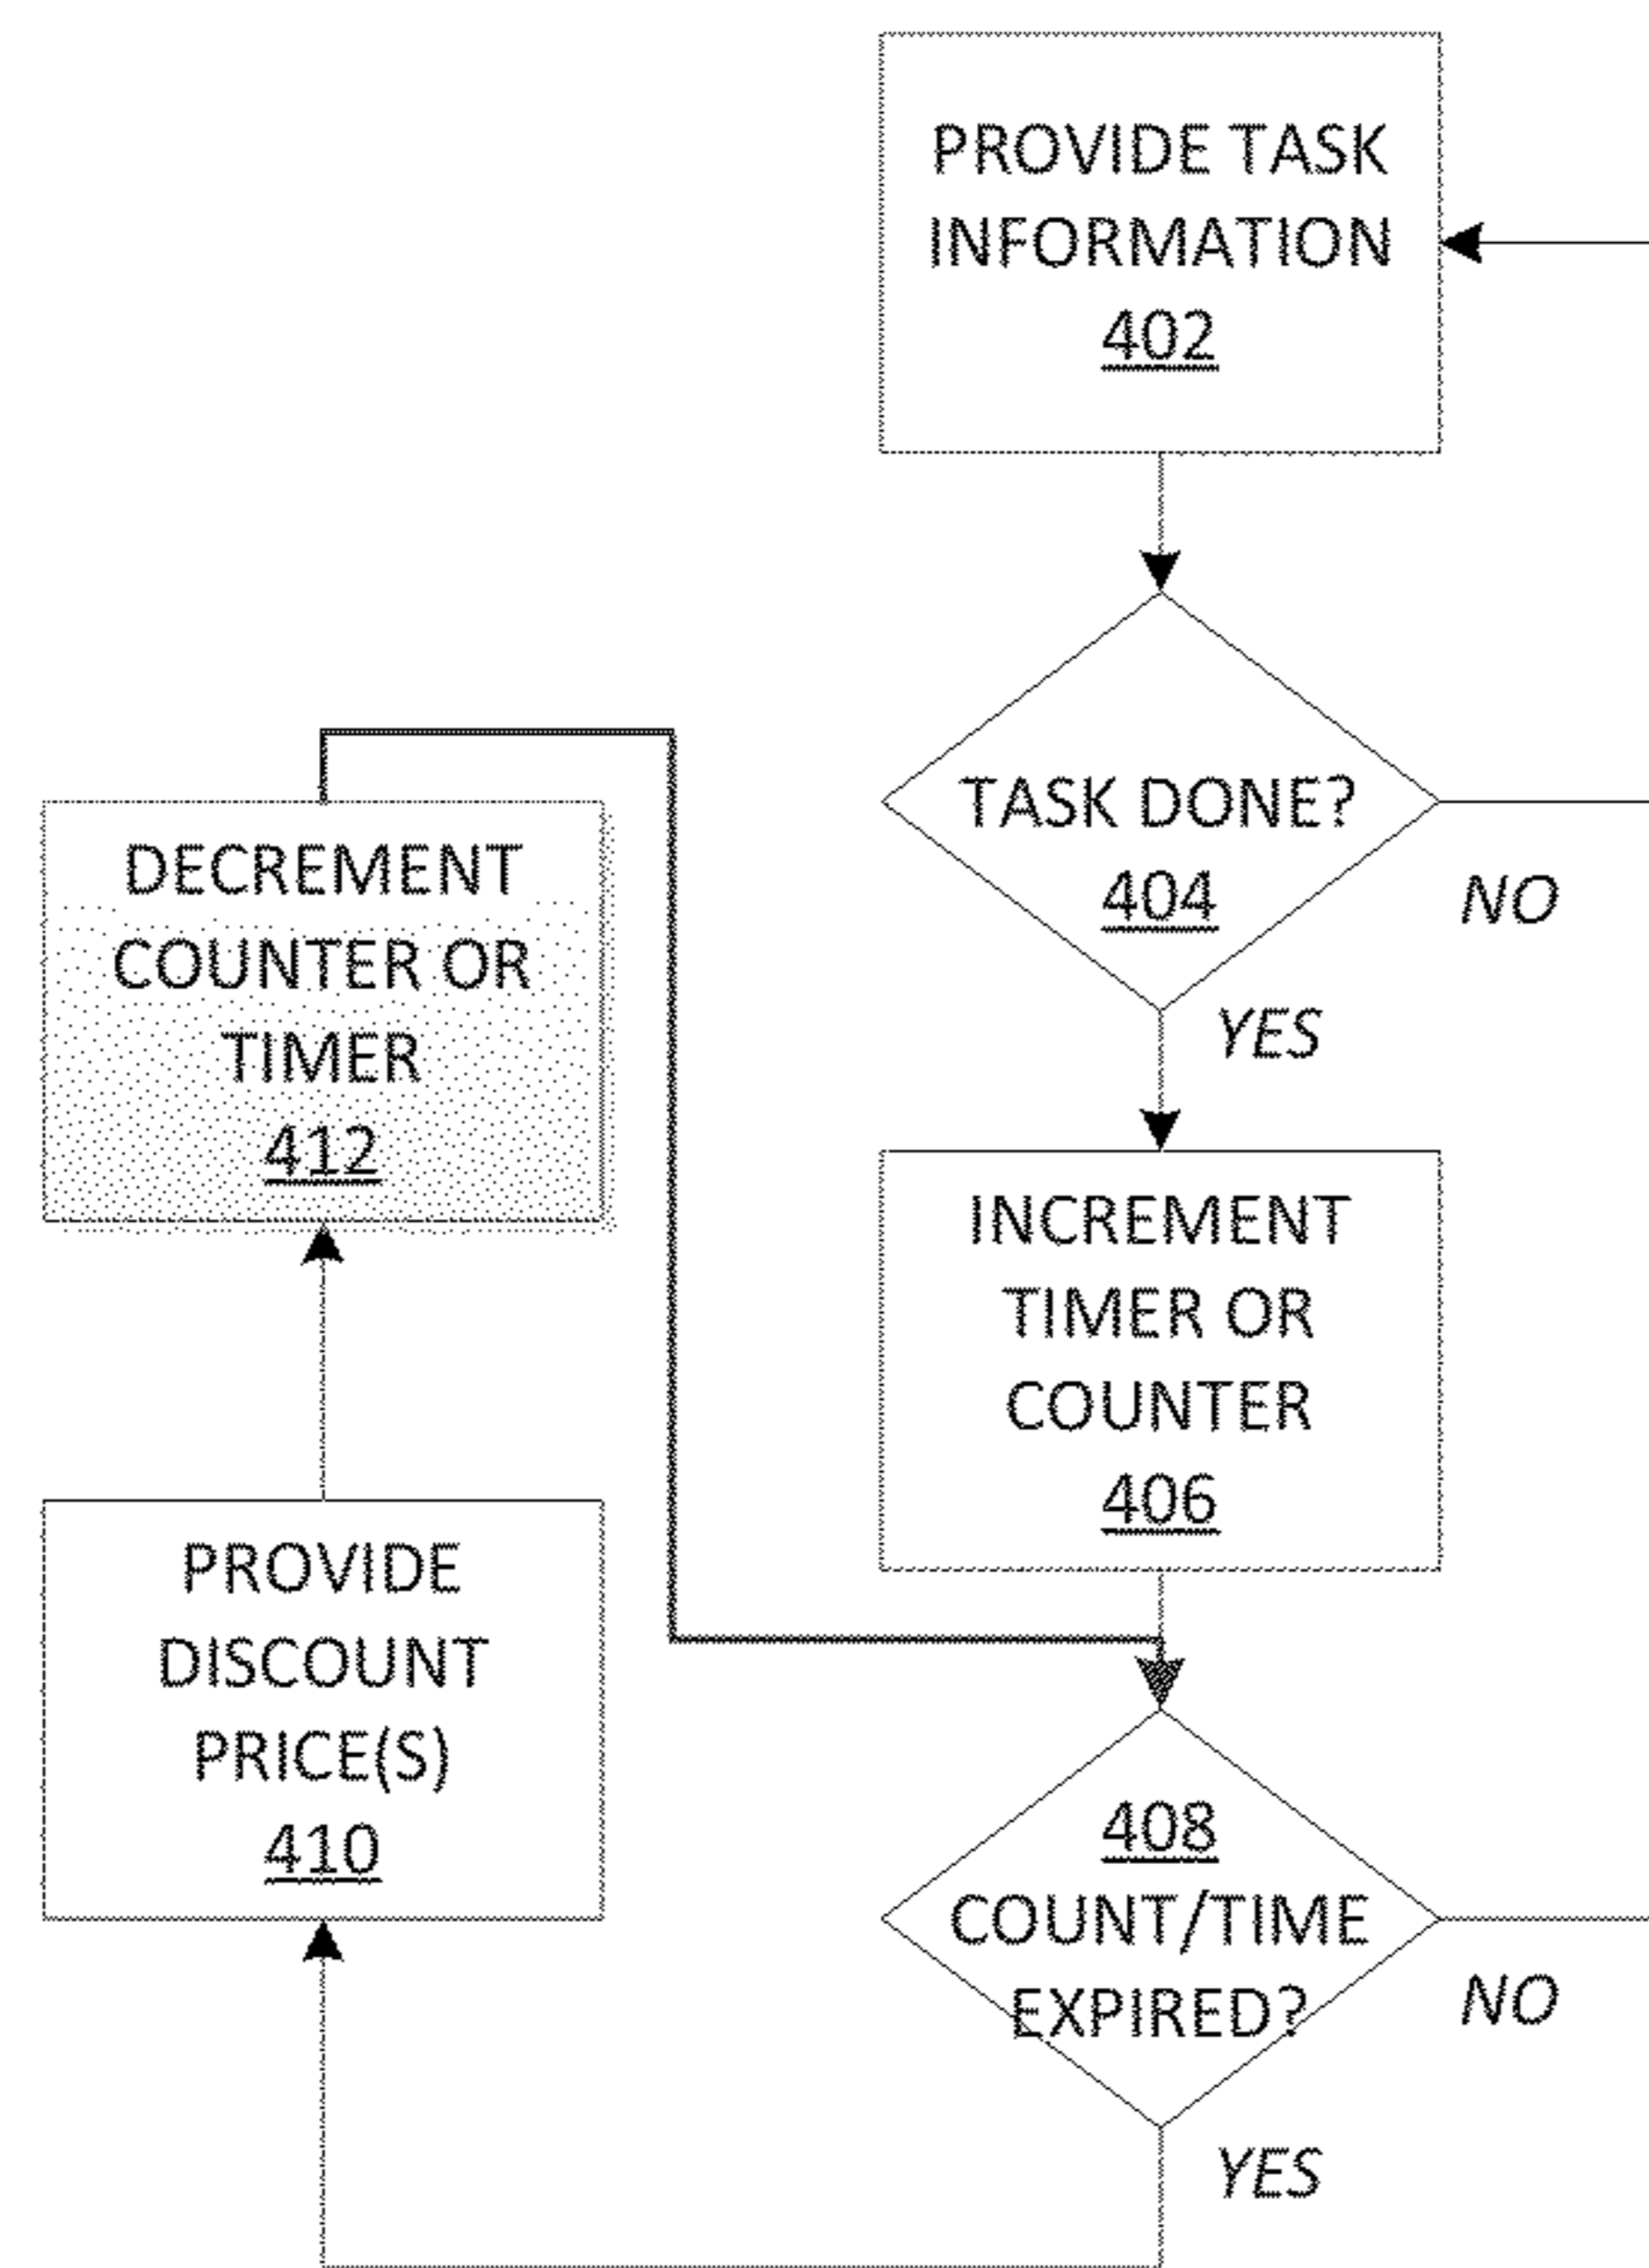 PROVIDE TASK
INFORMATION
402
TASK DONE?
404
NO
YES
DECREMENT
COUNTER OR
TIMER
412
INCREMENT
TIMER OR
COUNTER
406
PROVIDE
DISCOUNT
PRICE(S)
410
408
COUNT/TIME
EXPIRED?
NO
YES